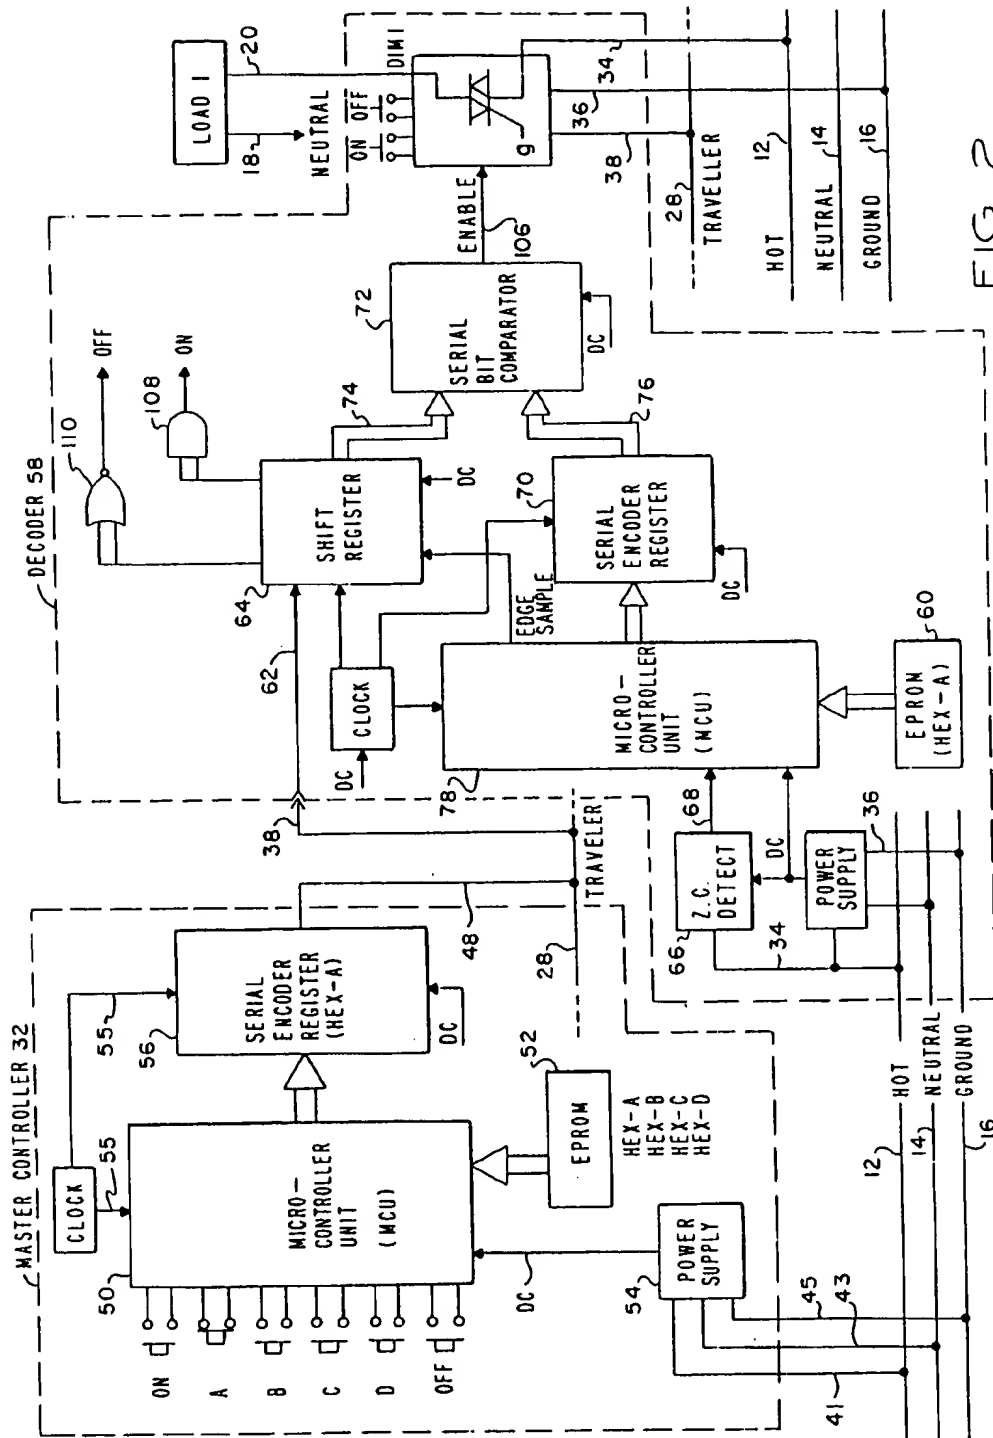 MASTER CONTROLLER 32
CLOCK
55
55
50
ON
A
B
C
D
OFF
MICRO-
CONTROLLER
UNIT
(MCU)
56
SERIAL
ENCODER
REGISTER
(HEX-A)
DC
52
EPROM
HEX-A
HEX-B
HEX-C
HEX-D
DC
54
POWER
SUPPLY
41
45
43
12
HOT
14
NEUTRAL
16
GROUND
48
28
TRAVELER
38
DECODER 58
62
64
SHIFT
REGISTER
DC
110
OFF
108
ON
74
DC
CLOCK
EDGE
SAMPLE
78
MICRO-
CONTROLLER
UNIT
(MCU)
70
SERIAL
ENCODER
REGISTER
DC
76
60
EPROM
(HEX-A)
66
Z.C.
DETECT
68
DC
34
POWER
SUPPLY
36
72
SERIAL
BIT
COMPARATOR
DC
ENABLE
106
LOAD 1
18
20
NEUTRAL
ON
OFF
DIM 1
g
34
36
38
28
TRAVELLER
HOT
12
NEUTRAL
14
GROUND
16
FIG. 2